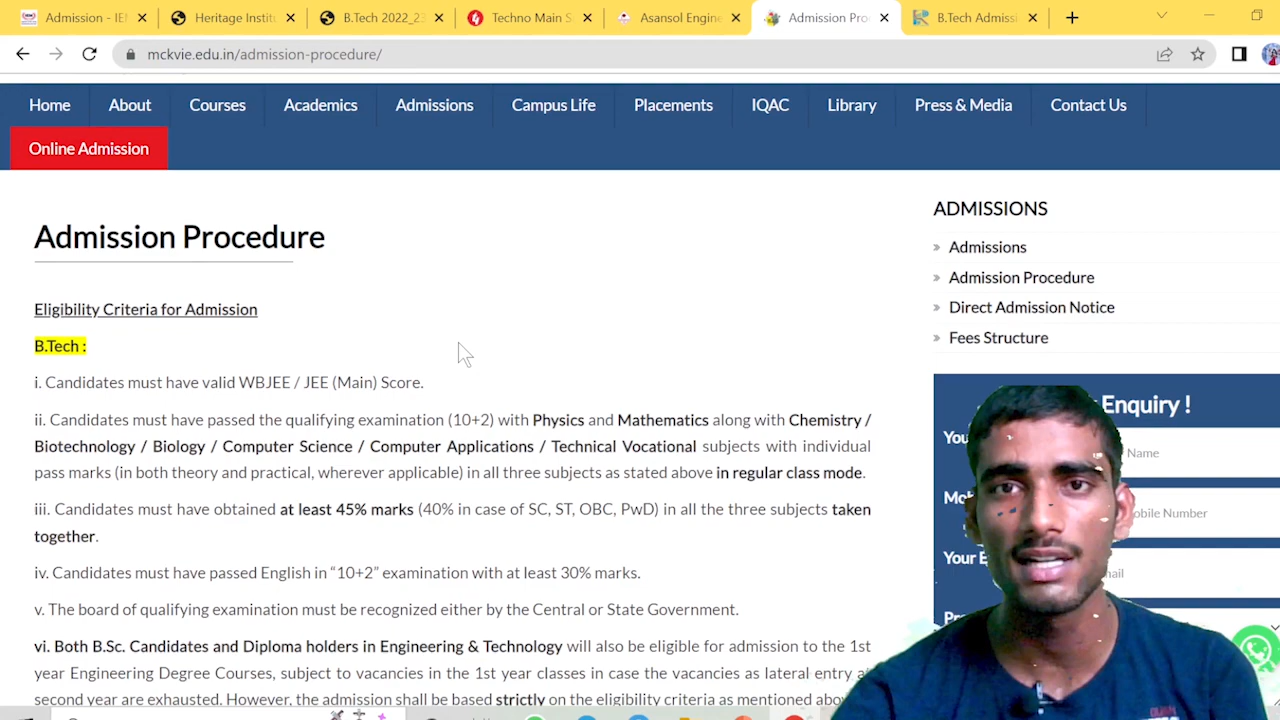 Admission - IEM
Heritage Instit
B.Tech 2022_23
Techno Main S
Asansol Engine
Admission Pro
B.Tech Admissi
mckvie.edu.in/admission-procedure/
Home About Courses Academics Admissions Campus Life Placements IQAC Library Press & Media Contact Us
Online Admission
Admission Procedure
Eligibility Criteria for Admission
B.Tech :
i. Candidates must have valid WBJEE / JEE (Main) Score.
ii. Candidates must have passed the qualifying examination (10+2) with Physics and Mathematics along with Chemistry /
Biotechnology / Biology / Computer Science / Computer Applications / Technical Vocational subjects with individual
pass marks (in both theory and practical, wherever applicable) in all three subjects as stated above in regular class mode.
iii. Candidates must have obtained at least 45% marks (40% in case of SC, ST, OBC, PwD) in all the three subjects taken
together.
iv. Candidates must have passed English in “10+2” examination with at least 30% marks.
v. The board of qualifying examination must be recognized either by the Central or State Government.
vi. Both B.Sc. Candidates and Diploma holders in Engineering & Technology will also be eligible for admission to the 1st
year Engineering Degree Courses, subject to vacancies in the 1st year classes in case the vacancies as lateral entry at
second year are exhausted. However, the admission shall be based strictly on the eligibility criteria as mentioned abo
ADMISSIONS
» Admissions
» Admission Procedure
» Direct Admission Notice
» Fees Structure
Enquiry !
You
Name
Mob
obile Number
Your E
mail